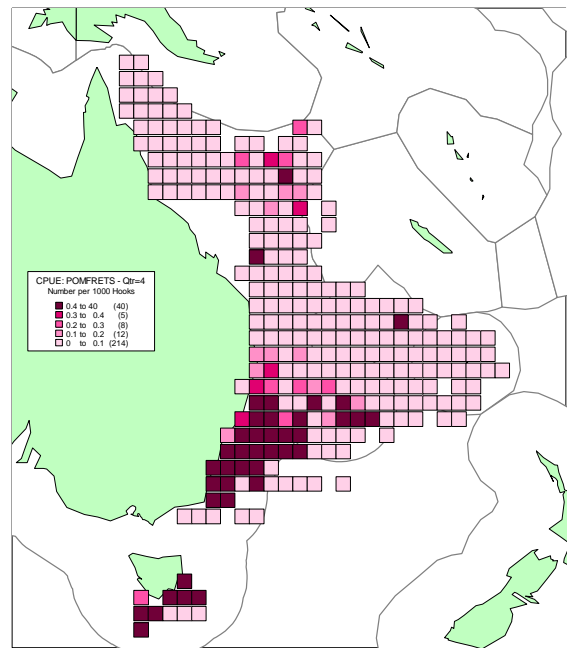 CPUE: POMFRETS - Qtr=4
Number per 1000 Hooks
0.4 to 40 (40)
0.3 to 0.4 (5)
0.2 to 0.3 (8)
0.1 to 0.2 (12)
0 to 0.1 (214)